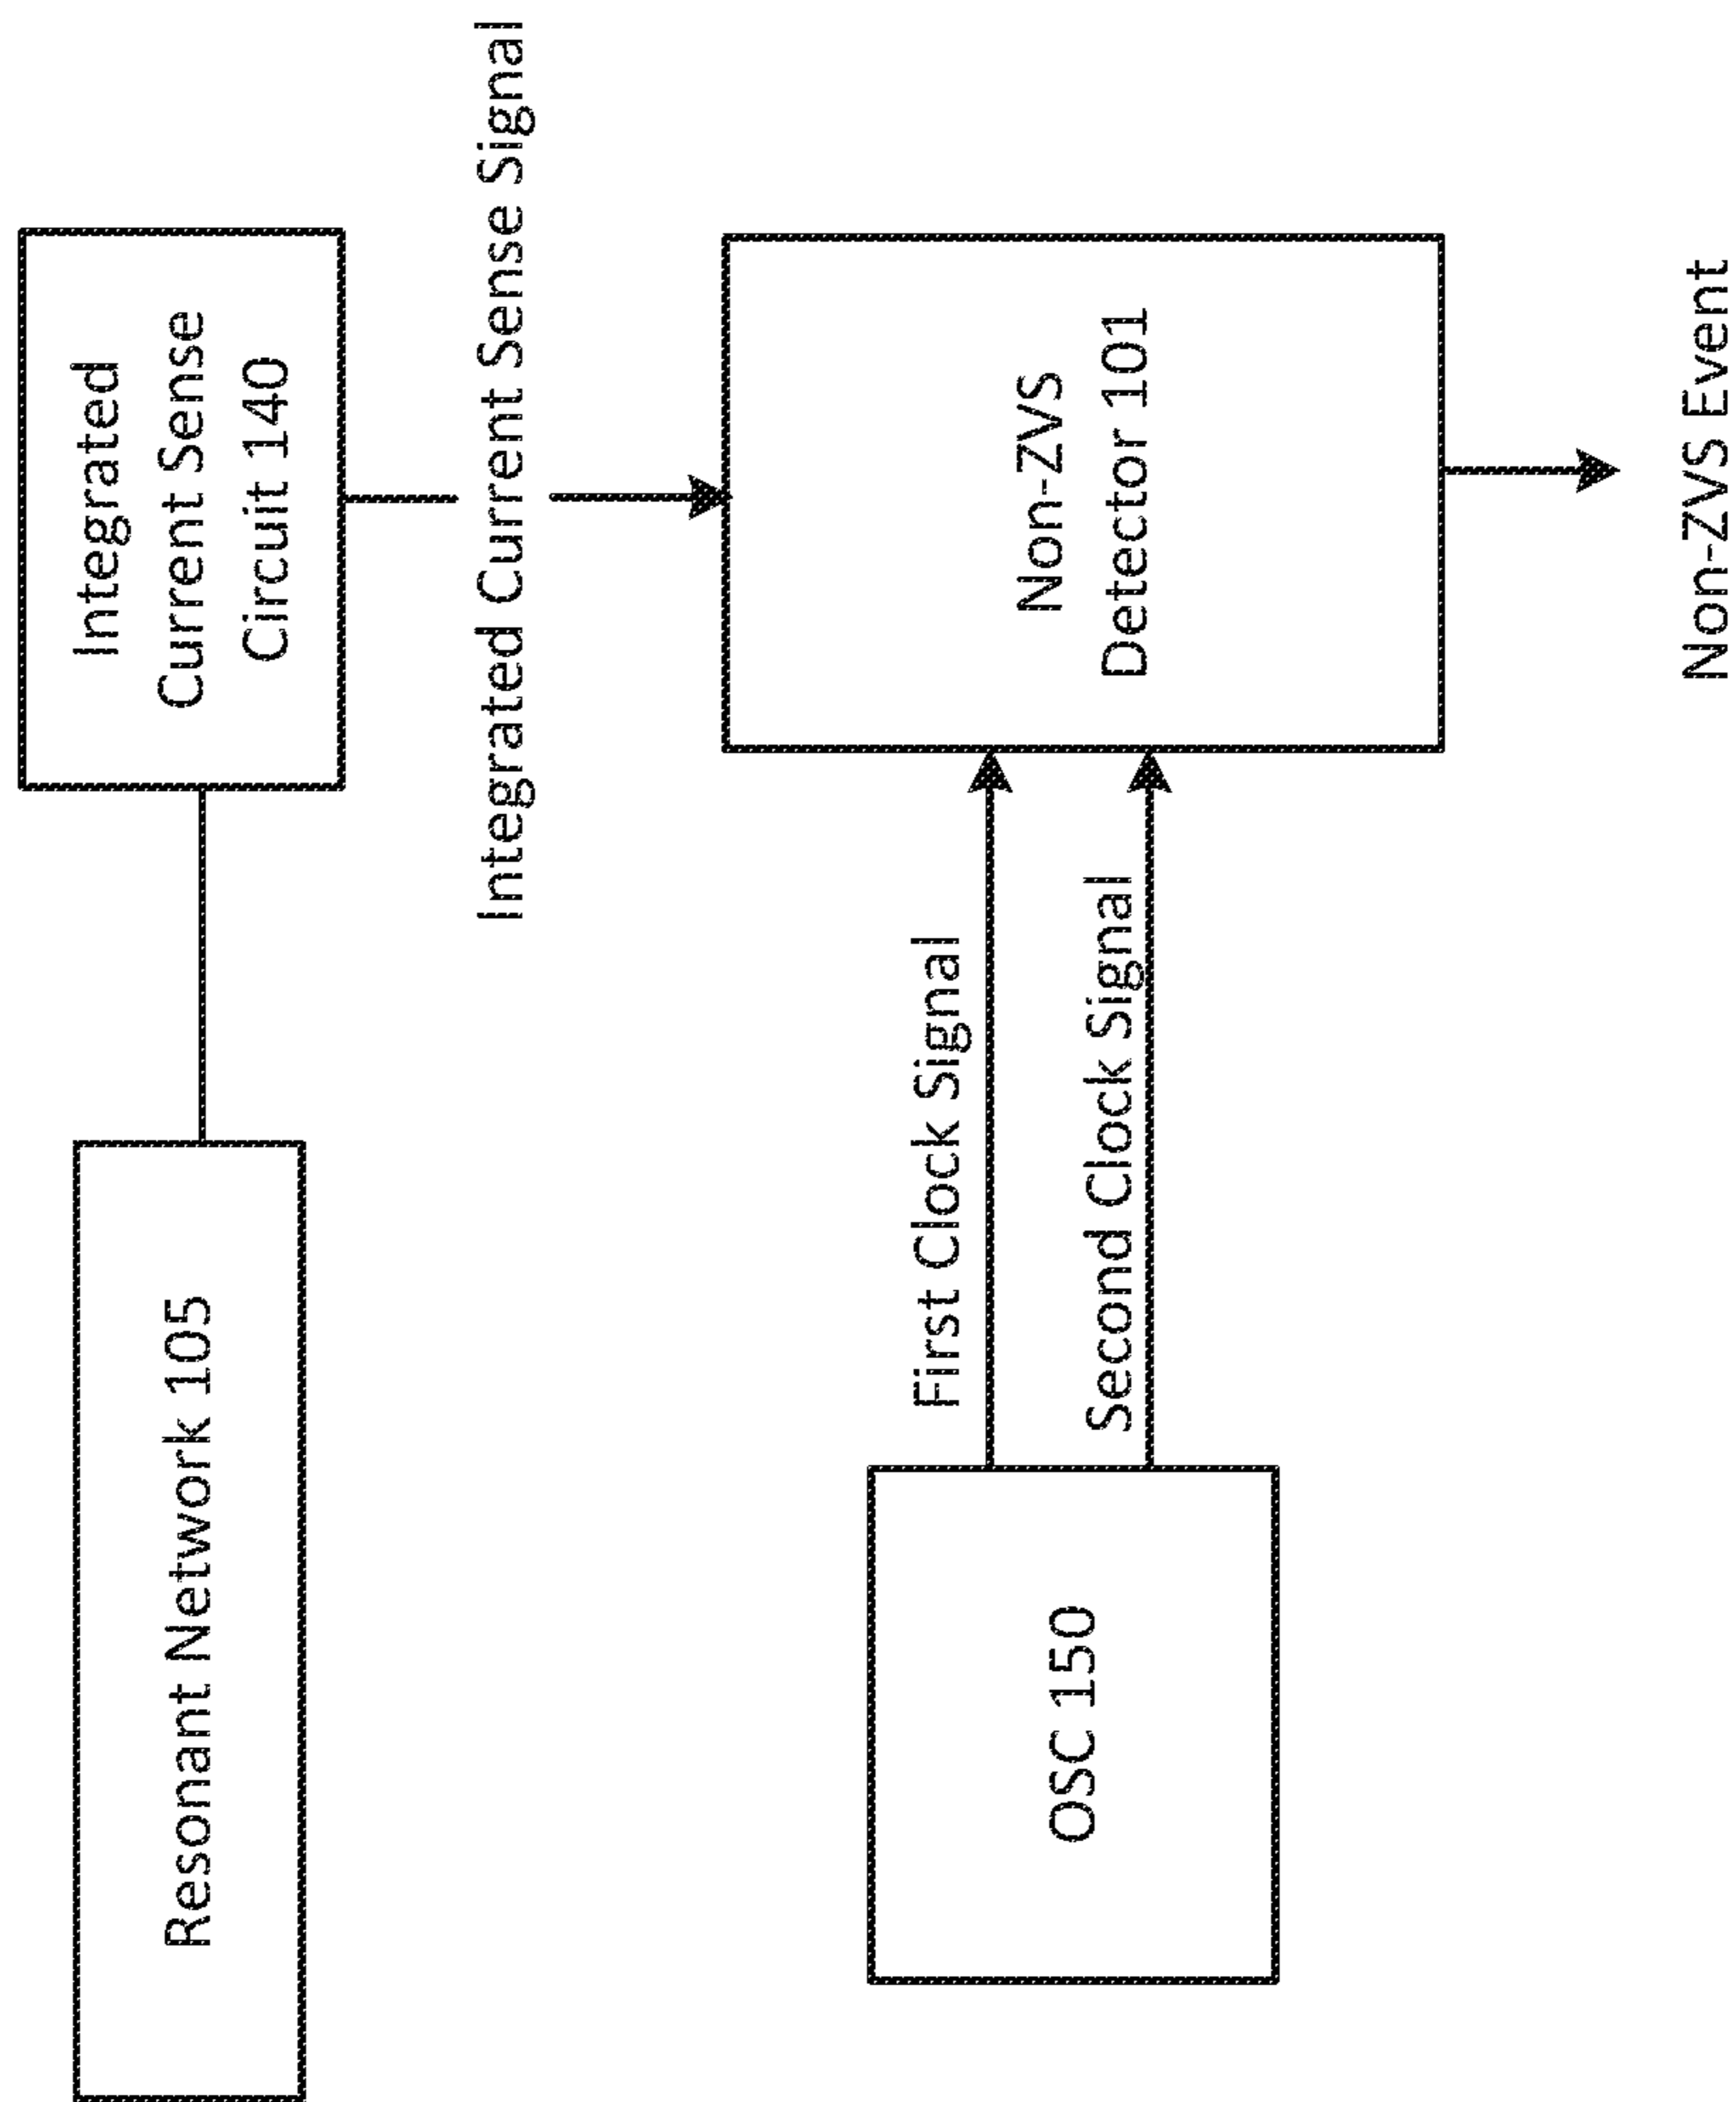 Resonant Network 105
Integrated
Current Sense
Circuit 140
Integrated Current Sense Signal
First Clock Signal
Second Clock Signal
OSC 150
Non-ZVS
Detector 101
Non-ZVS Event